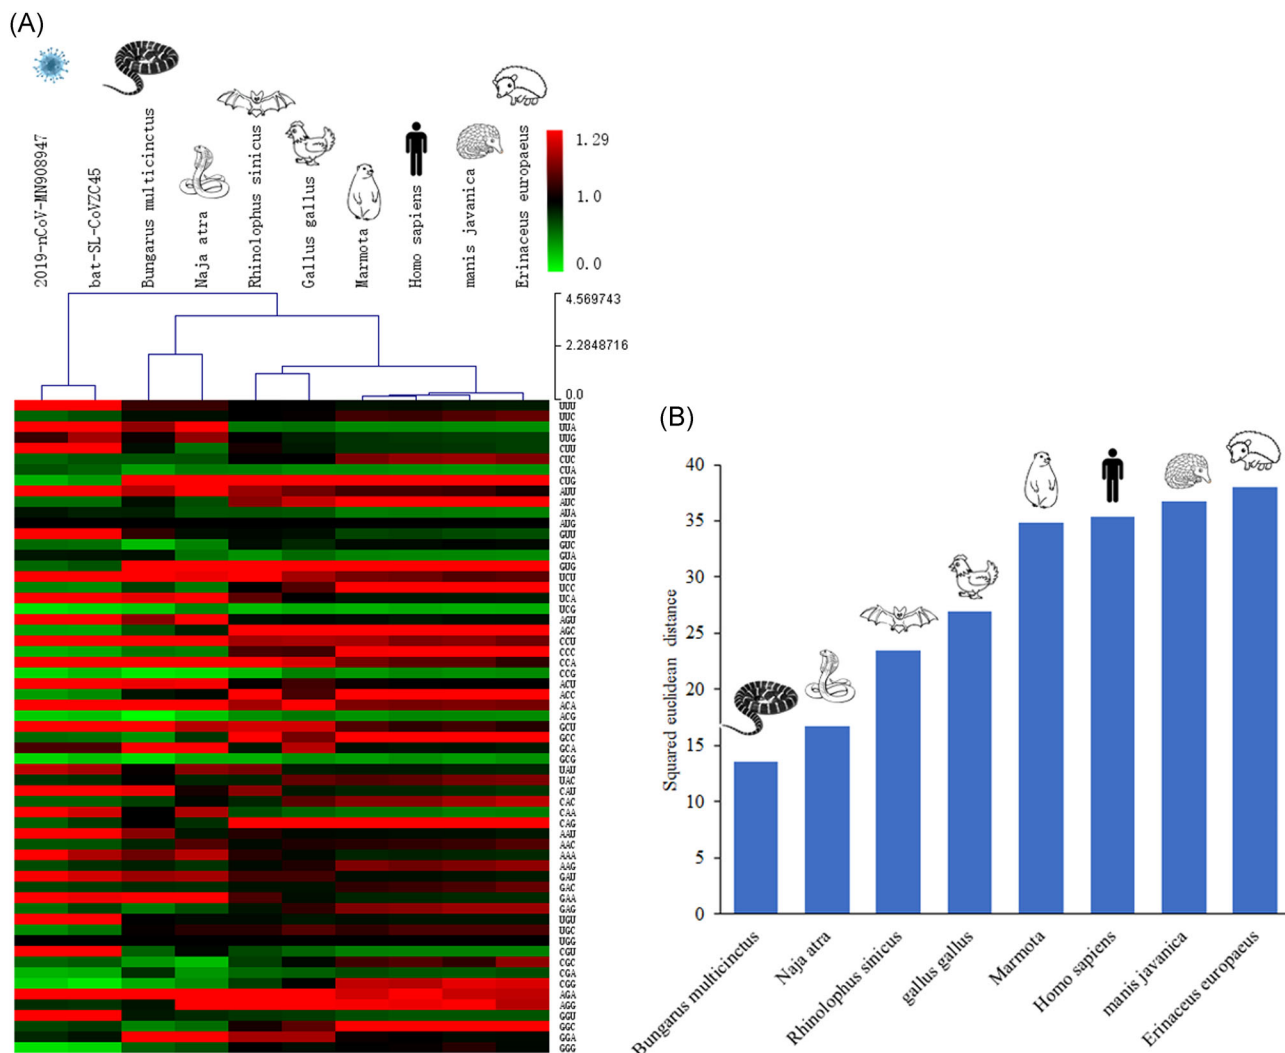 (A)
2019-nCoV-MN908947
bat-SL-CoVZC45
Bungarus multicinctus
Naja atra
Rhinolophus sinicus
Gallus gallus
Marmota
Homo sapiens
manis javanica
Erinaceus europaeus
1.29
1.0
0.0
4.569743
2.2848716
0.0
UUU
UUC
UUA
UUG
CUU
CUC
CUA
CUG
AUU
AUC
AUA
AUG
GUU
GUC
GUA
GUG
UCU
UCC
UCA
UCG
AGU
AGC
CCU
CCC
CCA
CCG
ACU
ACC
ACA
ACG
GCU
GCC
GCA
GCG
UAU
UAC
CAU
CAC
CAA
CAG
AAU
AAC
AAA
AAG
GAU
GAC
GAA
GAG
UGU
UGC
UGG
CGU
CGC
CGA
CGG
AGA
AGG
GGU
GGC
GGA
GGG
(B)
Squared euclidean distance
40
35
30
25
20
15
10
5
0
Bungarus multicinctus
Naja atra
Rhinolophus sinicus
gallus gallus
Marmota
Homo sapiens
manis javanica
Erinaceus europaeus